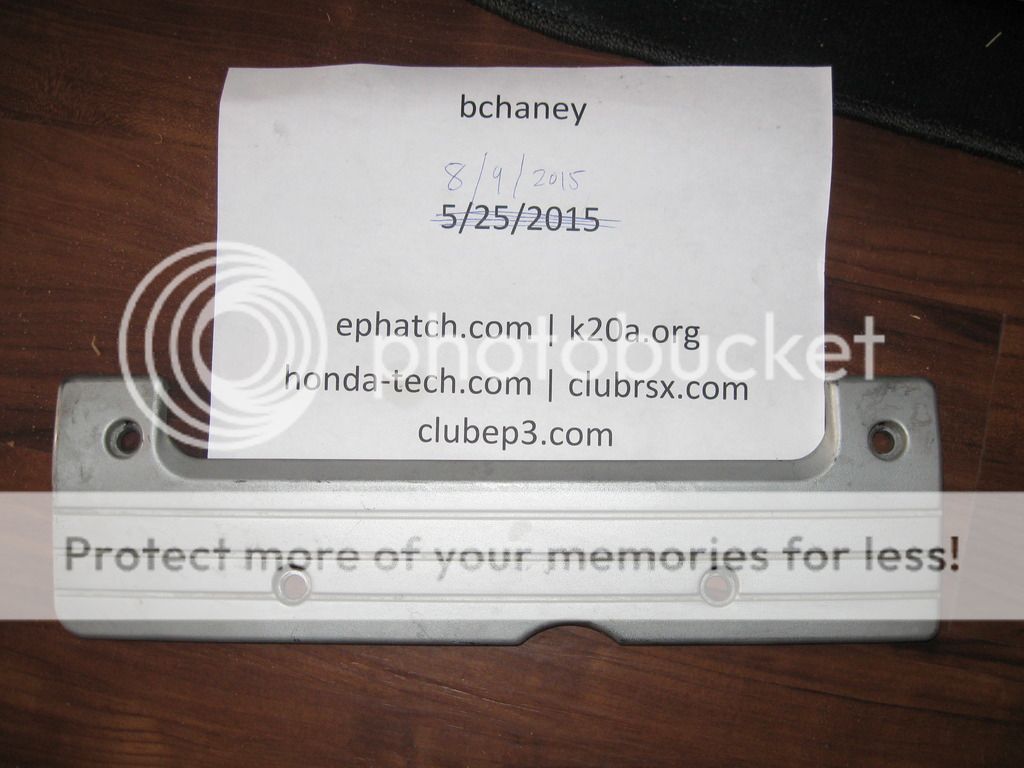 bchaney
8/9/2015
5/25/2015
ephatch.com | k20a.org
photobucket
honda-tech.com | clubrsx.com
clubep3.com
Protect more of your memories for less!